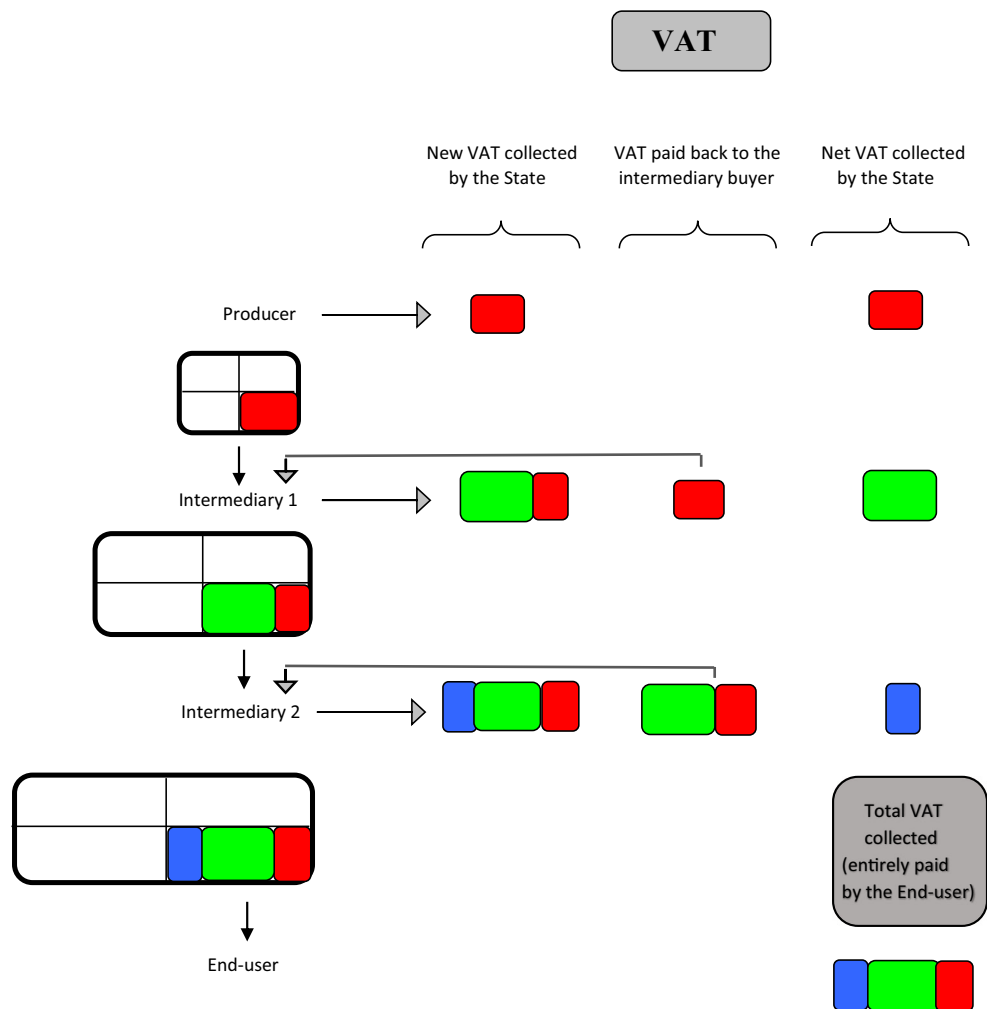 VAT
New VAT collected
by the State
VAT paid back to the
intermediary buyer
Net VAT collected
by the State
Producer
Intermediary 1
Intermediary 2
Total VAT
collected
(entirely paid
by the End-user)
End-user